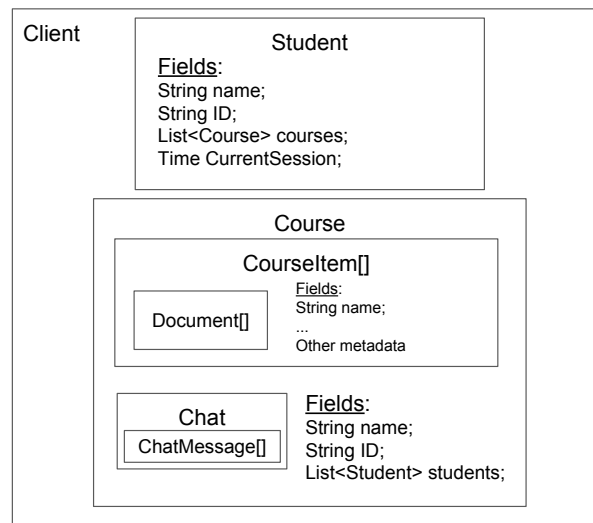 Client
Student
Fields:
String name;
String ID;
List<Course> courses;
Time CurrentSession;
Course
CourseItem[]
Document[]
Fields:
String name;
...
Other metadata
Chat
ChatMessage[]
Fields:
String name;
String ID;
List<Student> students;